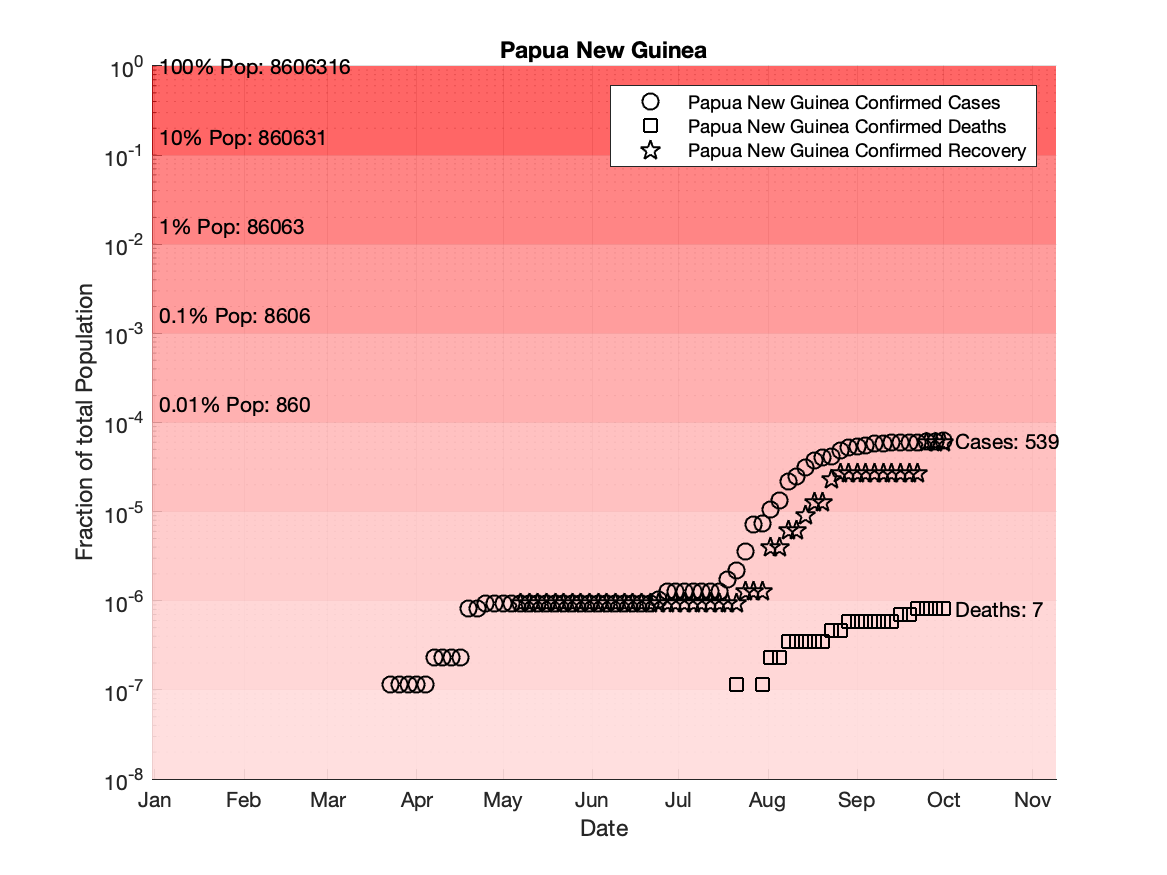 Papua New Guinea
10^0
10^-1
10^-2
10^-3
10^-4
10^-5
10^-6
10^-7
10^-8
Fraction of total Population
100% Pop: 8606316
10% Pop: 860631
1% Pop: 86063
0.1% Pop: 8606
0.01% Pop: 860
Papua New Guinea Confirmed Cases
Papua New Guinea Confirmed Deaths
Papua New Guinea Confirmed Recovery
Cases: 539
Deaths: 7
Jan Feb Mar Apr May Jun Jul Aug Sep Oct Nov
Date